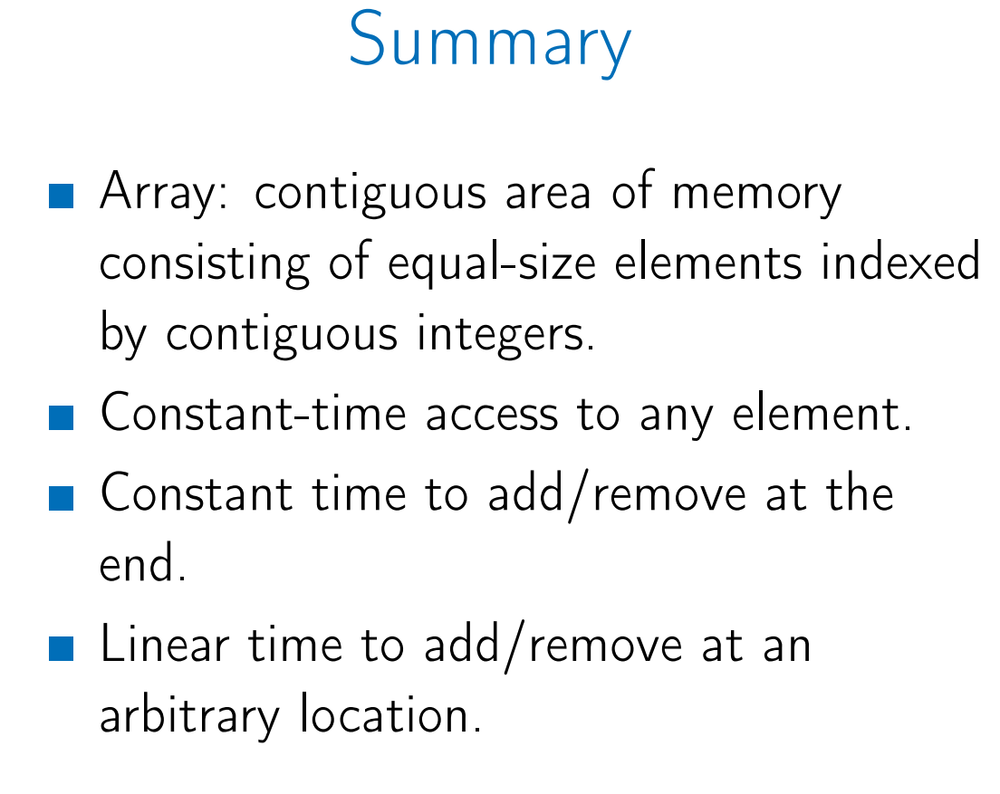 Summary
Array: contiguous area of memory
consisting of equal-size elements indexed
by contiguous integers.
Constant-time access to any element.
Constant time to add/remove at the
end.
Linear time to add/remove at an
arbitrary location.